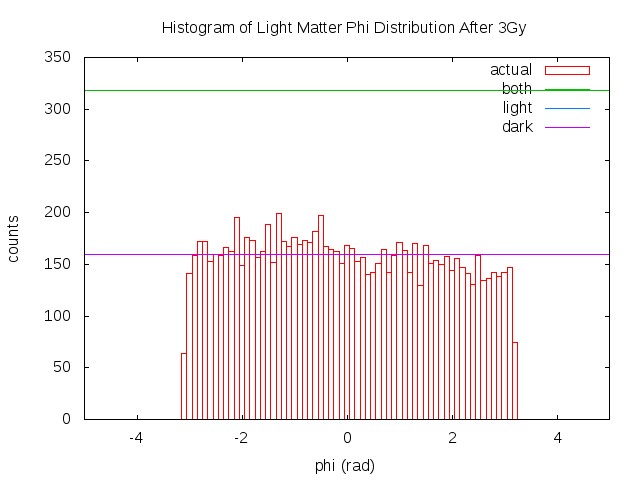 Histogram of Light Matter Phi Distribution After 3Gy
350
300
250
200
150
100
50
0
-4
-2
0
2
4
counts
phi (rad)
actual
both
light
dark